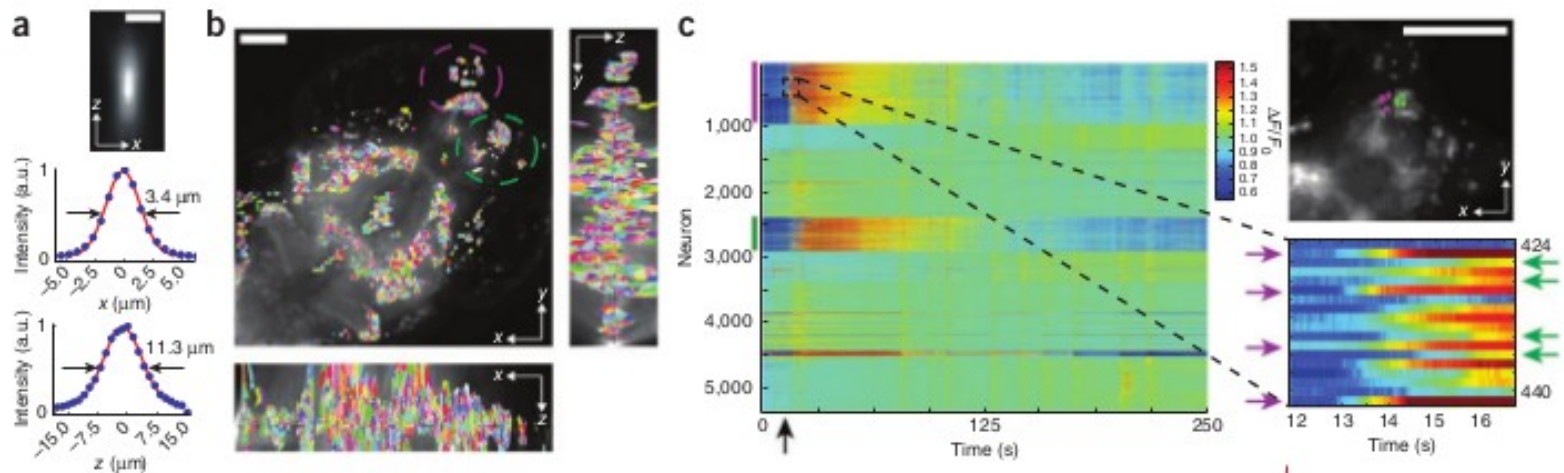 a
z
x
Intensity (a.u.)
1
0
3.4 μm
–5.0
–2.5
0
2.5
5.0
x (μm)
Intensity (a.u.)
1
0
11.3 μm
–15.0
–7.5
0
7.5
15.0
z (μm)
b
x
y
z
y
x
z
c
Neuron
1,000
2,000
3,000
4,000
5,000
0
125
250
Time (s)
1.5
1.4
1.3
1.2
1.1
1.0
0.9
0.8
0.7
0.6
ΔF/F0
y
x
424
440
12
13
14
15
16
Time (s)